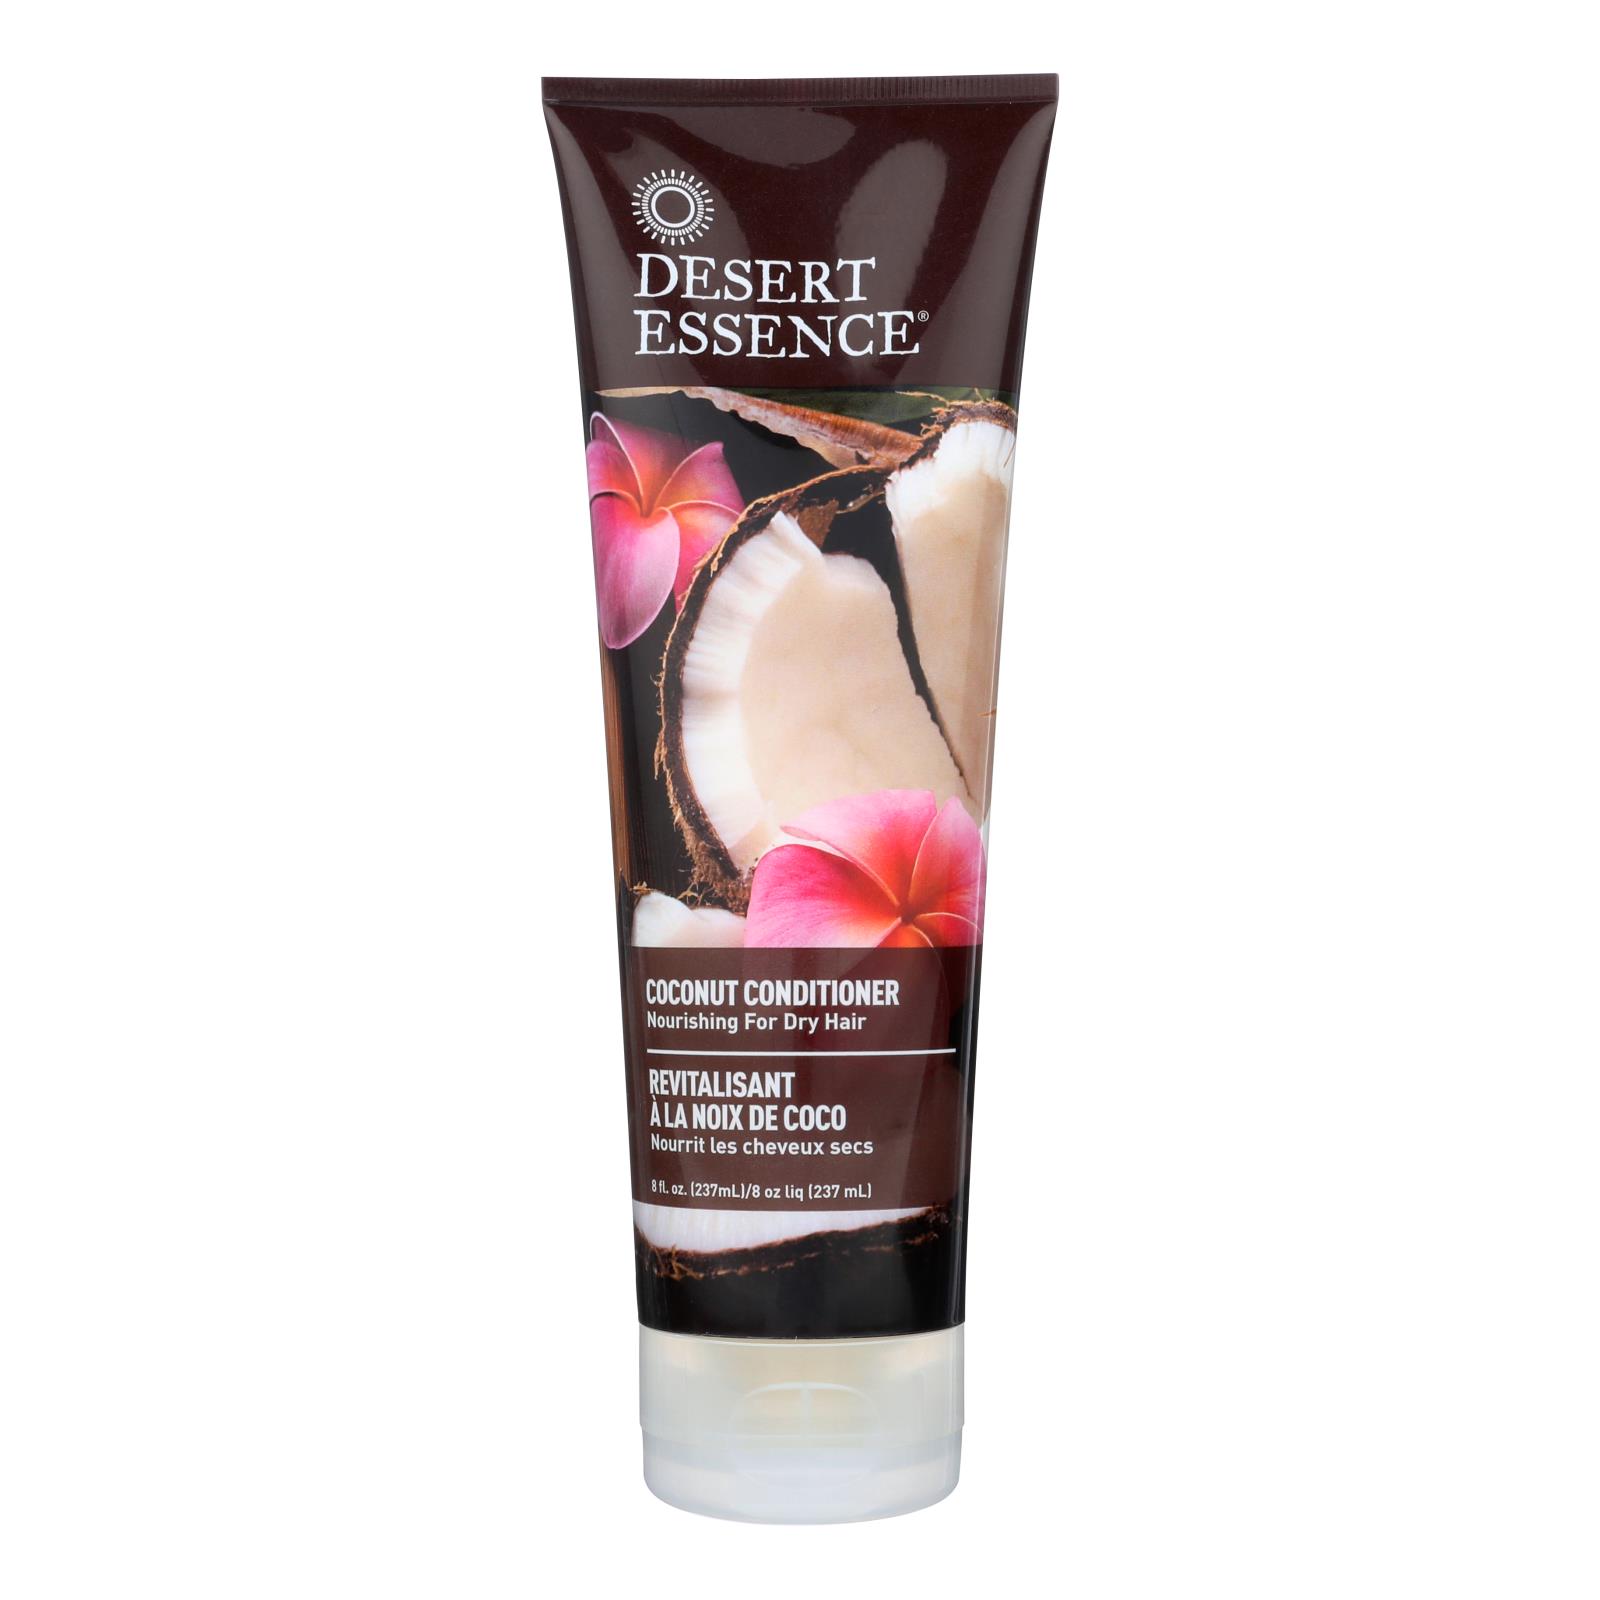 DESERT
ESSENCE®
COCONUT CONDITIONER
Nourishing For Dry Hair
REVITALISANT
À LA NOIX DE COCO
Nourrit les cheveux secs
8 fl. oz. (237mL)/8 oz liq (237 mL)